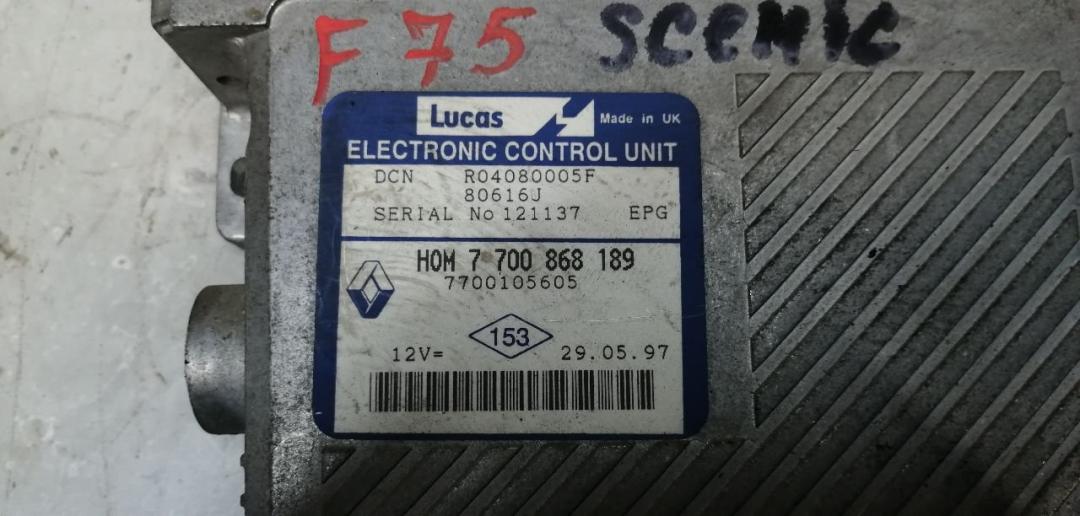 F 75 SCENIC
Lucas Made in UK
ELECTRONIC CONTROL UNIT
DCN R04080005F
80616J
SERIAL No 121137 EPG
HOM 7 700 868 189
7700105605
153
12V= 29.05.97